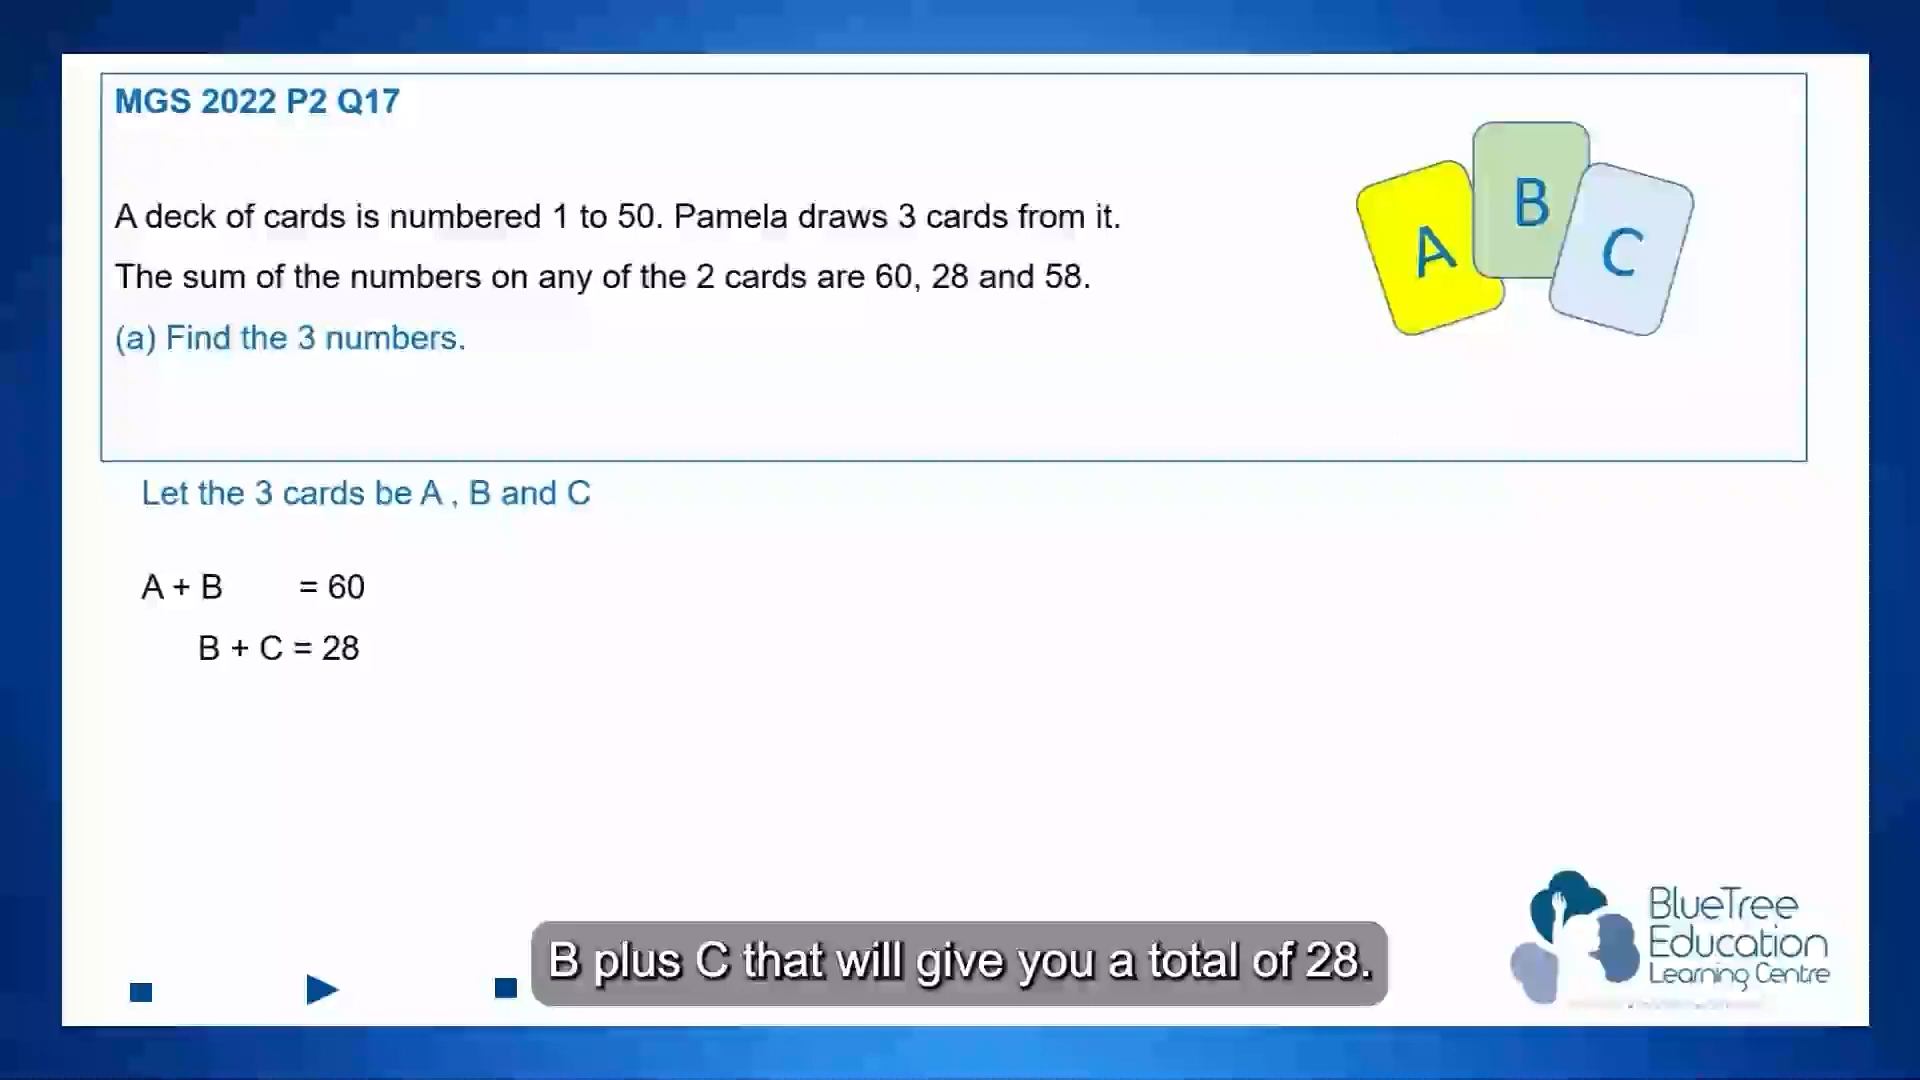 MGS 2022 P2 Q17
A deck of cards is numbered 1 to 50. Pamela draws 3 cards from it.
The sum of the numbers on any of the 2 cards are 60, 28 and 58.
(a) Find the 3 numbers.
A
B
C
Let the 3 cards be A , B and C
A + B = 60
B + C = 28
B plus C that will give you a total of 28.
BlueTree
Education
Learning Centre